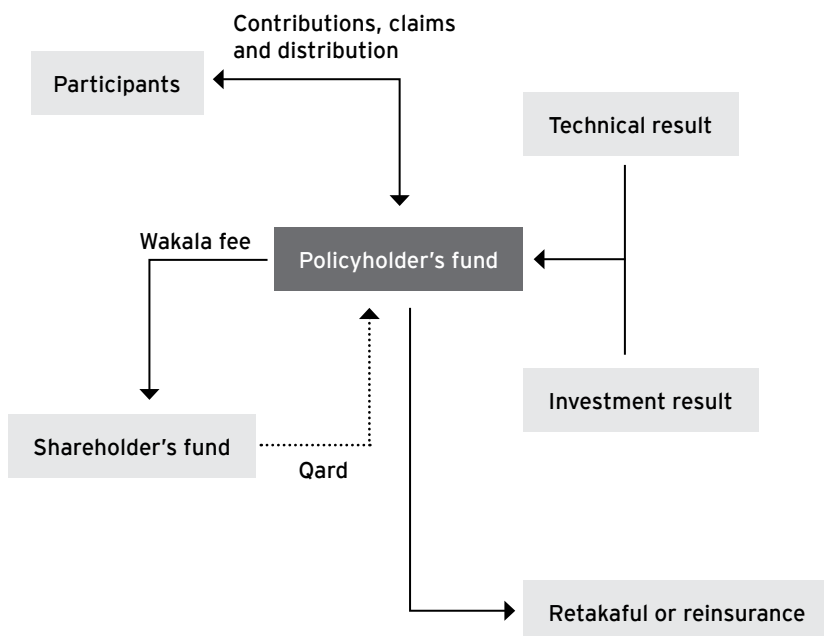 Contributions, claims
and distribution
Participants
Technical result
Wakala fee
Policyholder’s fund
Investment result
Shareholder’s fund
Qard
Retakaful or reinsurance